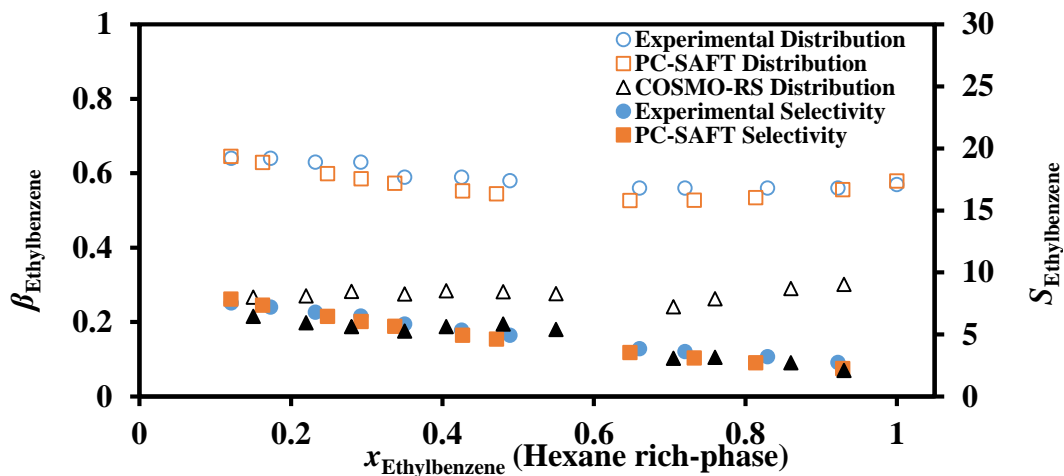 1
0.8
0.6
0.4
0.2
0
30
25
20
15
10
5
0
0
0.2
0.4
0.6
0.8
1
βEthylbenzene
SEthylbenzene
xEthylbenzene (Hexane rich-phase)
Experimental Distribution
PC-SAFT Distribution
COSMO-RS Distribution
Experimental Selectivity
PC-SAFT Selectivity